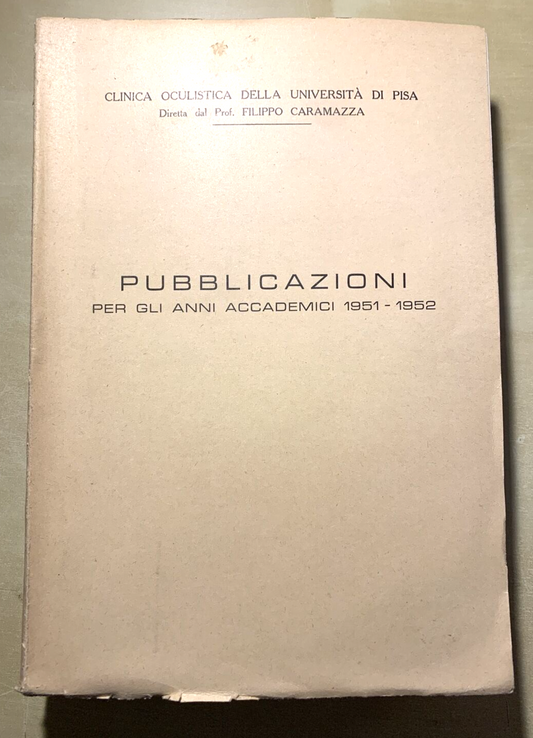 CLINICA OCULISTICA DELLA UNIVERSITÀ DI PISA
Diretta dal Prof. FILIPPO CARAMAZZA
PUBBLICAZIONI
PER GLI ANNI ACCADEMICI 1951 - 1952